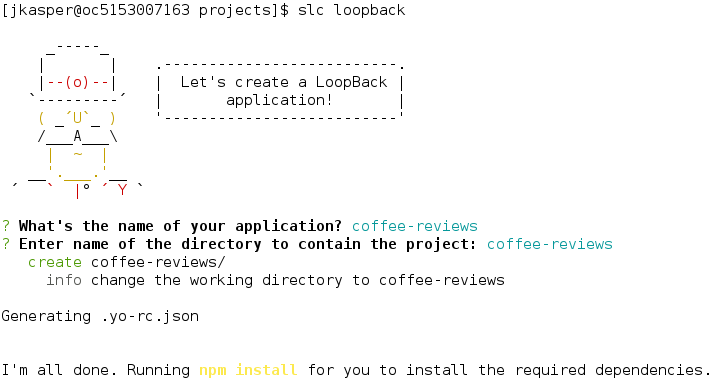 [jkasper@oc5153007163 projects]$ slc loopback
     _-----_
    |       |    .--------------------------.
    |--(o)--|    |  Let's create a LoopBack |
   `---------´   |       application!       |
    ( _´U`_ )    '--------------------------'
    /___A___\
     |  ~  |
   __'.___.'__
 ´   `  |° ´ Y `
? What's the name of your application? coffee-reviews
? Enter name of the directory to contain the project: coffee-reviews
   create coffee-reviews/
     info change the working directory to coffee-reviews
Generating .yo-rc.json
I'm all done. Running npm install for you to install the required dependencies.